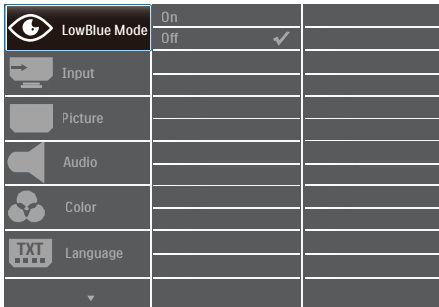 LowBlue Mode
On
Off
Input
Picture
Audio
Color
TXT
Language